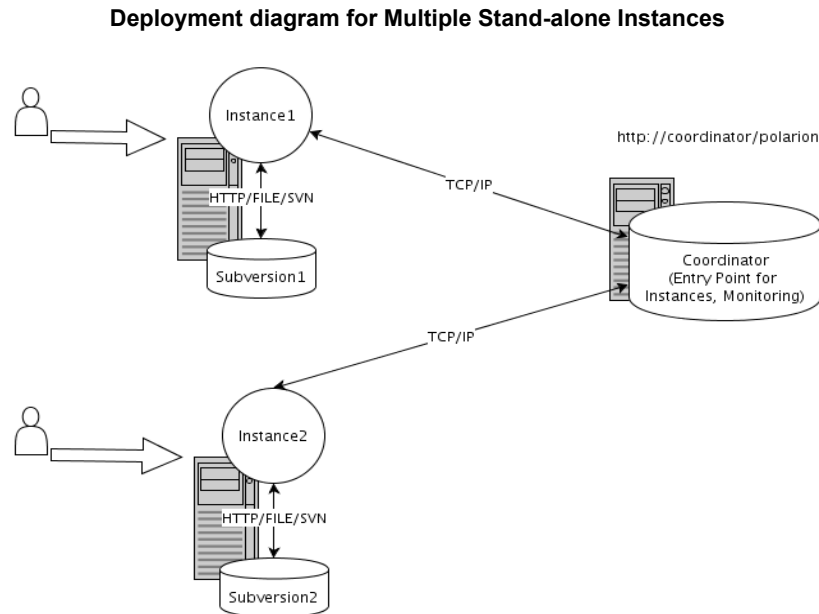 Deployment diagram for Multiple Stand-alone Instances
Instance1
http://coordinator/polarion
TCP/IP
HTTP/FILE/SVN
Subversion1
Coordinator
(Entry Point for
Instances, Monitoring)
TCP/IP
Instance2
HTTP/FILE/SVN
Subversion2